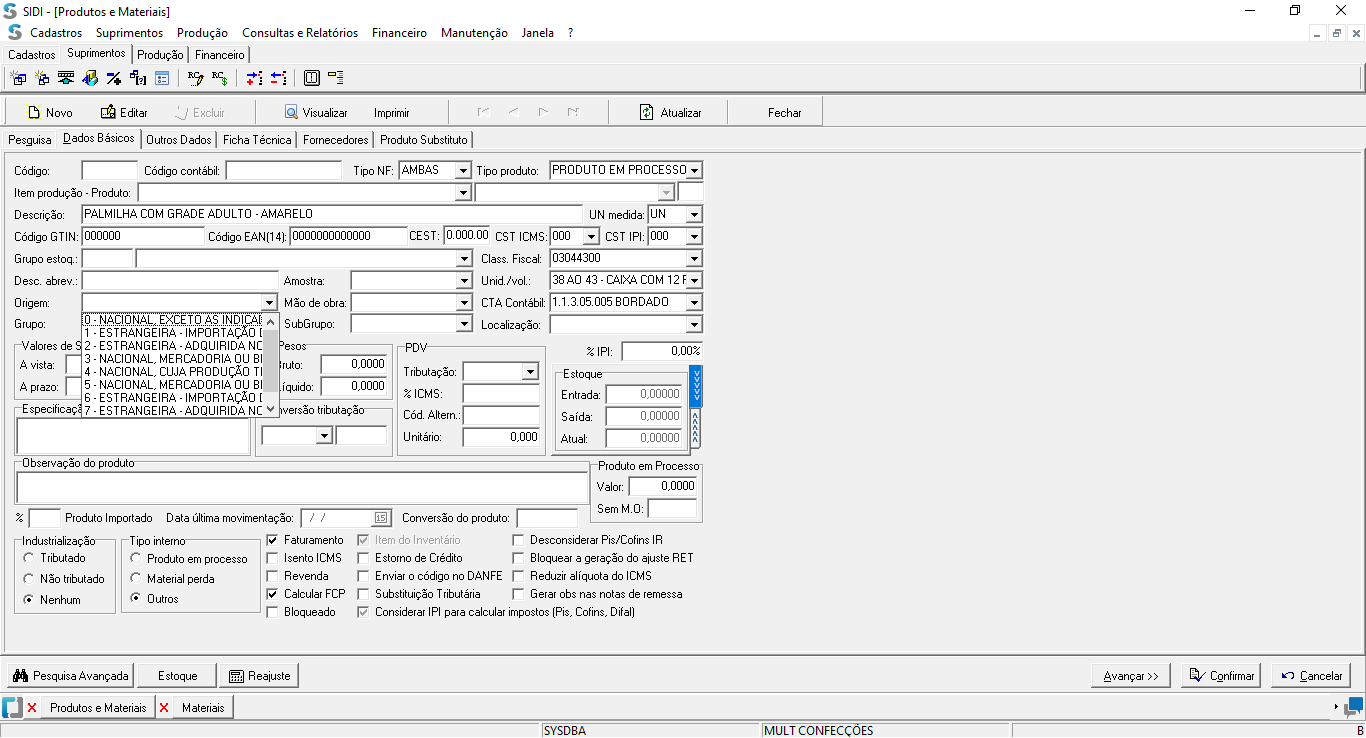 SIDI - [Produtos e Materiais]
Cadastros Suprimentos Produção Consultas e Relatórios Financeiro Manutenção Janela ?
Cadastros Suprimentos Produção Financeiro
Novo Editar Excluir Visualizar Imprimir Atualizar Fechar
Pesquisa Dados Básicos Outros Dados Ficha Técnica Fornecedores Produto Substituto
Código: Código contábil: Tipo NF: AMBAS Tipo produto: PRODUTO EM PROCESSO
Item produção - Produto:
Descrição: PALMILHA COM GRADE ADULTO - AMARELO UN medida: UN
Código GTIN: 000000 Código EAN(14): 0000000000000 CEST: 0.000.00 CST ICMS: 000 CST IPI: 000
Grupo estoq.: Class. Fiscal: 03044300
Desc. abrev.: Amostra: Unid./vol.: 38 AO 43 - CAIXA COM 12 F
Origem: Mão de obra: CTA Contábil: 1.1.3.05.005 BORDADO
Grupo: 0 - NACIONAL, EXCETO AS INDICAD SubGrupo: Localização:
1 - ESTRANGEIRA - IMPORTAÇÃO D
Valores de S 2 - ESTRANGEIRA - ADQUIRIDA NO Pesos PDV % IPI: 0,00%
3 - NACIONAL, MERCADORIA OU BE
A vista: 4 - NACIONAL, CUJA PRODUÇÃO TE Bruto: 0,0000 Tributação: Estoque
A prazo: 5 - NACIONAL, MERCADORIA OU BE Líquido: 0,0000 % ICMS: Entrada: 0,00000
6 - ESTRANGEIRA - IMPORTAÇÃO D
Especificaçã 7 - ESTRANGEIRA - ADQUIRIDA NO nversão tributação Cód. Altern.: Saída: 0,00000
Unitário: 0,000 Atual: 0,00000
Observação do produto Produto em Processo
Valor: 0,0000
Sem M.O:
% Produto Importado Data última movimentação: / / 15 Conversão do produto:
Industrialização Tipo interno Faturamento Item do Inventário Desconsiderar Pis/Cofins IR
Tributado Produto em processo Isento ICMS Estorno de Crédito Bloquear a geração do ajuste RET
Não tributado Material perda Revenda Enviar o código no DANFE Reduzir alíquota do ICMS
Nenhum Outros Calcular FCP Substituição Tributária Gerar obs nas notas de remessa
Bloqueado Considerar IPI para calcular impostos (Pis, Cofins, Difal)
Pesquisa Avançada Estoque Reajuste Avançar >> Confirmar Cancelar
Produtos e Materiais Materiais
SYSDBA MULT CONFECÇÕES B